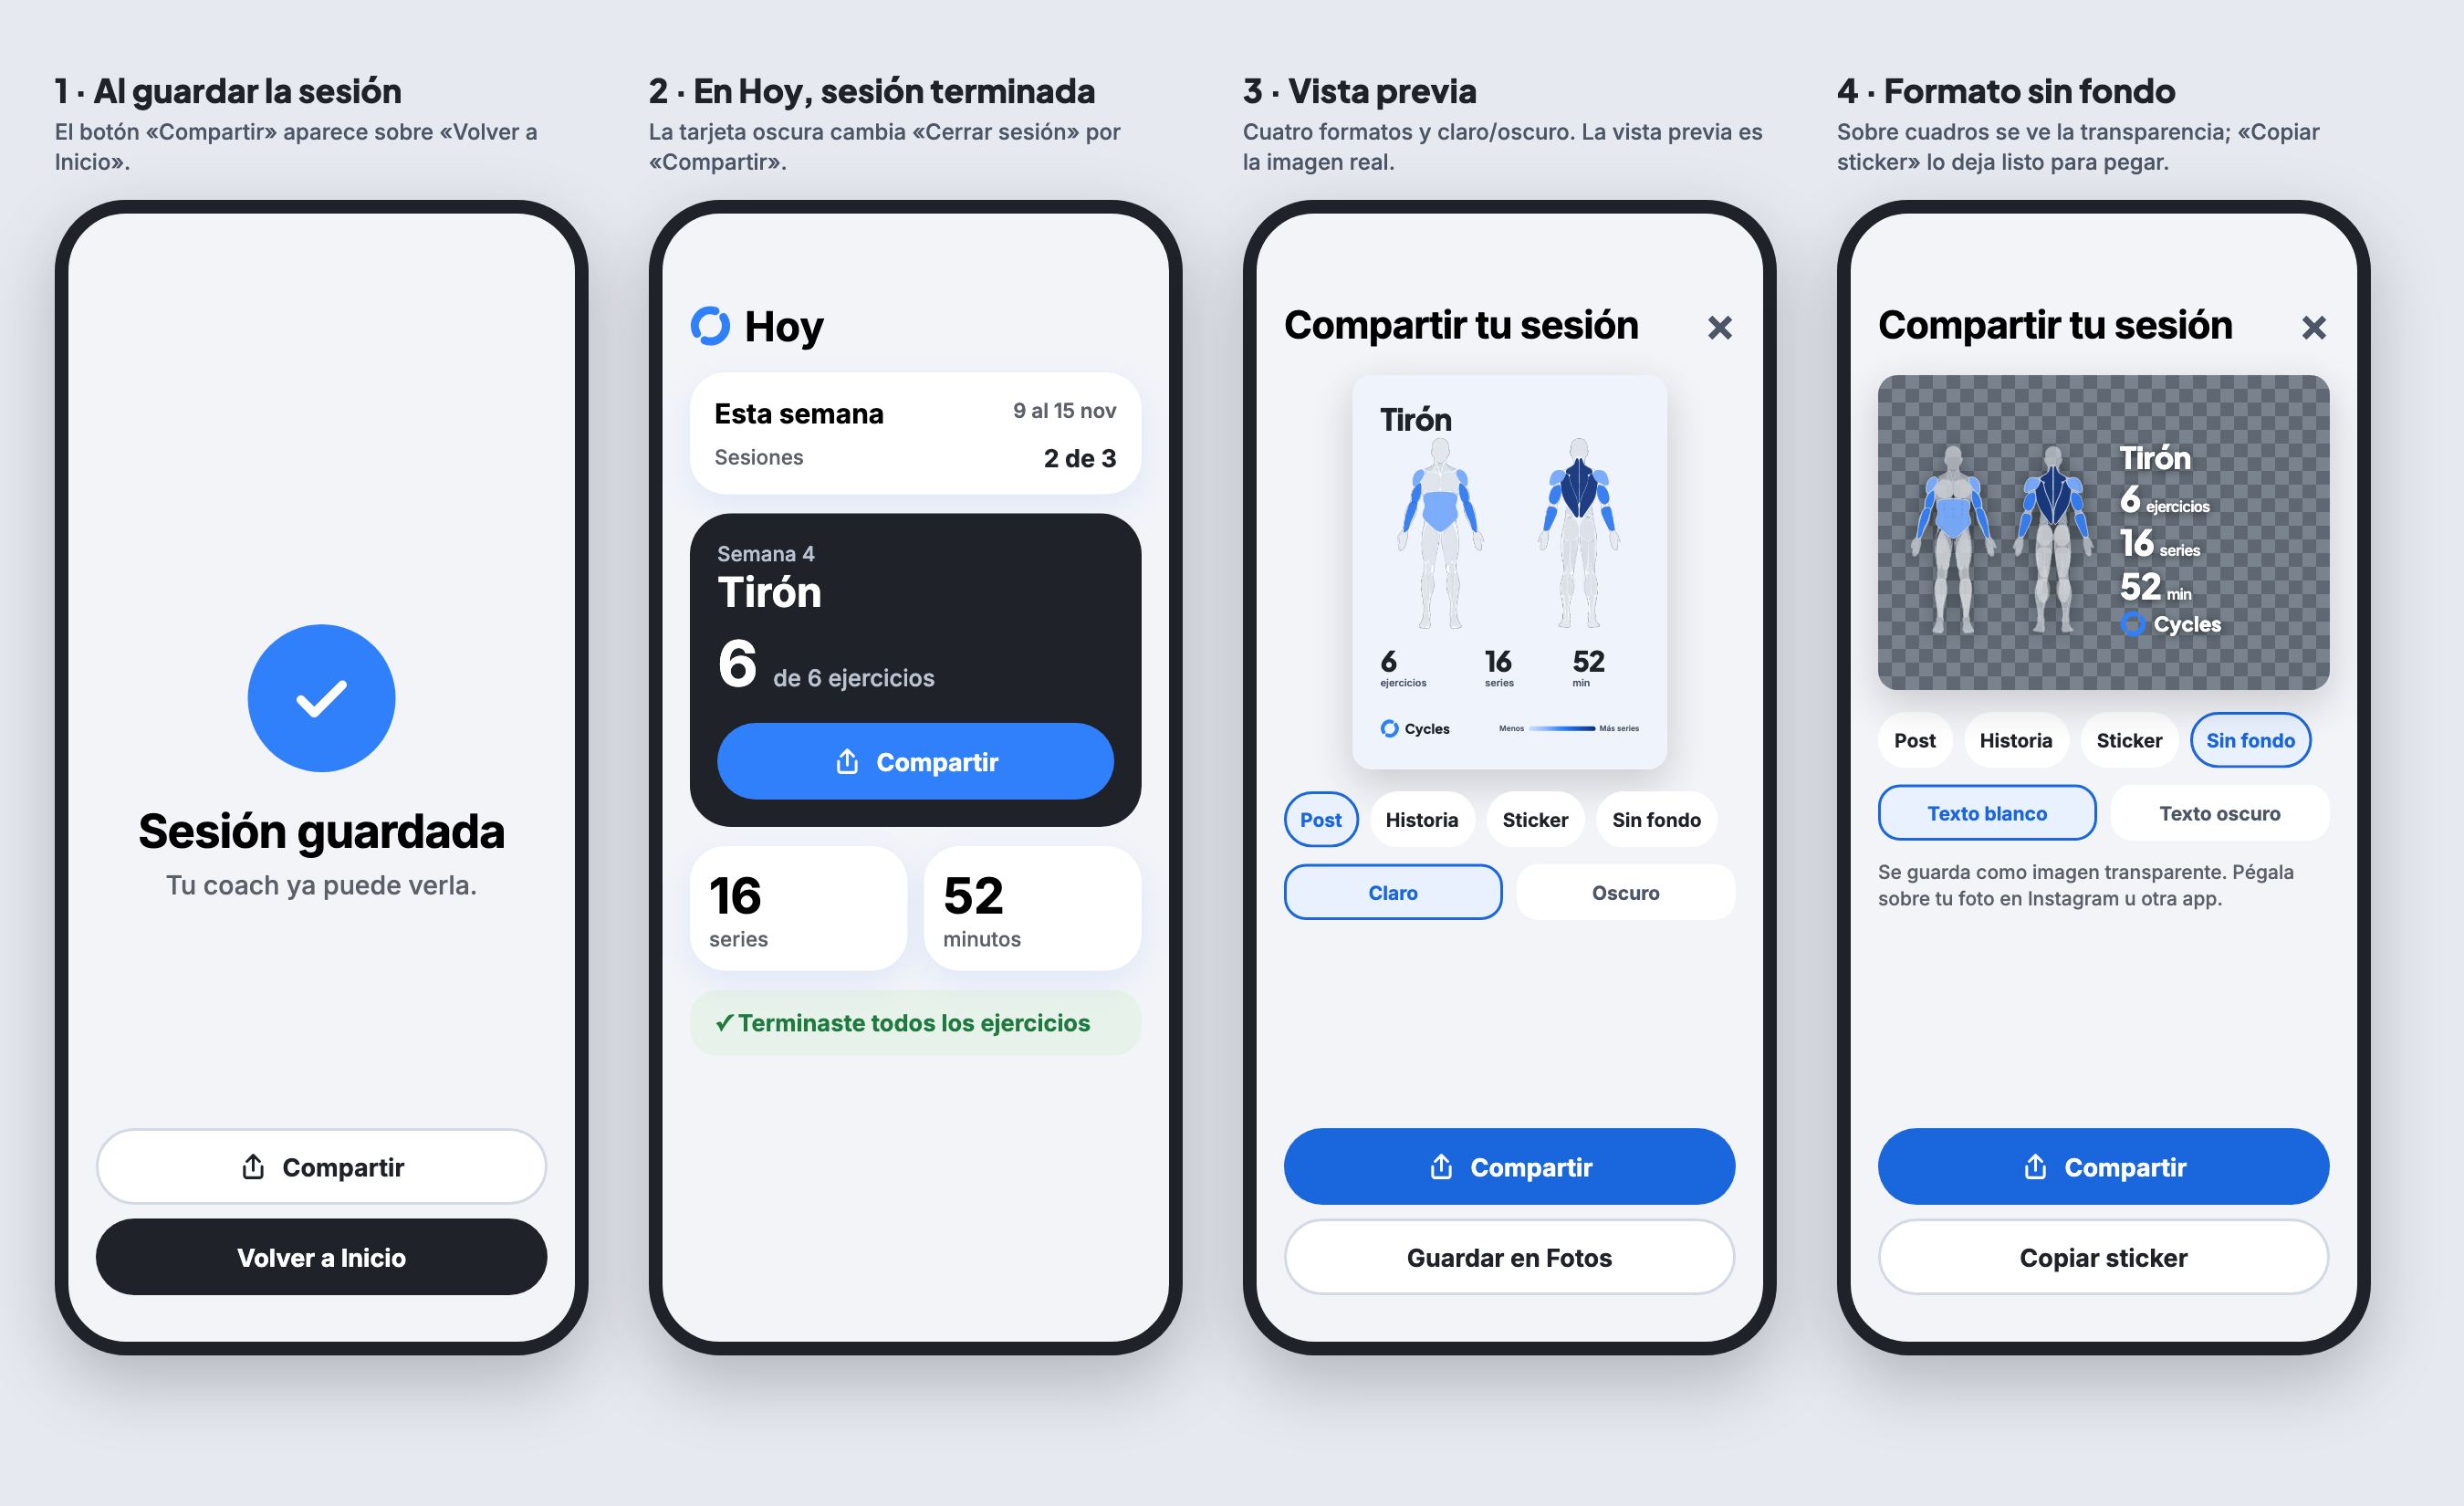 1 · Al guardar la sesión
El botón «Compartir» aparece sobre «Volver a
Inicio».
Sesión guardada
Tu coach ya puede verla.
Compartir
Volver a Inicio
2 · En Hoy, sesión terminada
La tarjeta oscura cambia «Cerrar sesión» por
«Compartir».
Hoy
Esta semana
9 al 15 nov
Sesiones
2 de 3
Semana 4
Tirón
6 de 6 ejercicios
Compartir
16
series
52
minutos
✓ Terminaste todos los ejercicios
3 · Vista previa
Cuatro formatos y claro/oscuro. La vista previa es
la imagen real.
Compartir tu sesión
Tirón
6
ejercicios
16
series
52
min
Cycles
Menos
Más series
Post
Historia
Sticker
Sin fondo
Claro
Oscuro
Compartir
Guardar en Fotos
4 · Formato sin fondo
Sobre cuadros se ve la transparencia; «Copiar
sticker» lo deja listo para pegar.
Compartir tu sesión
Tirón
6 ejercicios
16 series
52 min
Cycles
Post
Historia
Sticker
Sin fondo
Texto blanco
Texto oscuro
Se guarda como imagen transparente. Pégala
sobre tu foto en Instagram u otra app.
Compartir
Copiar sticker